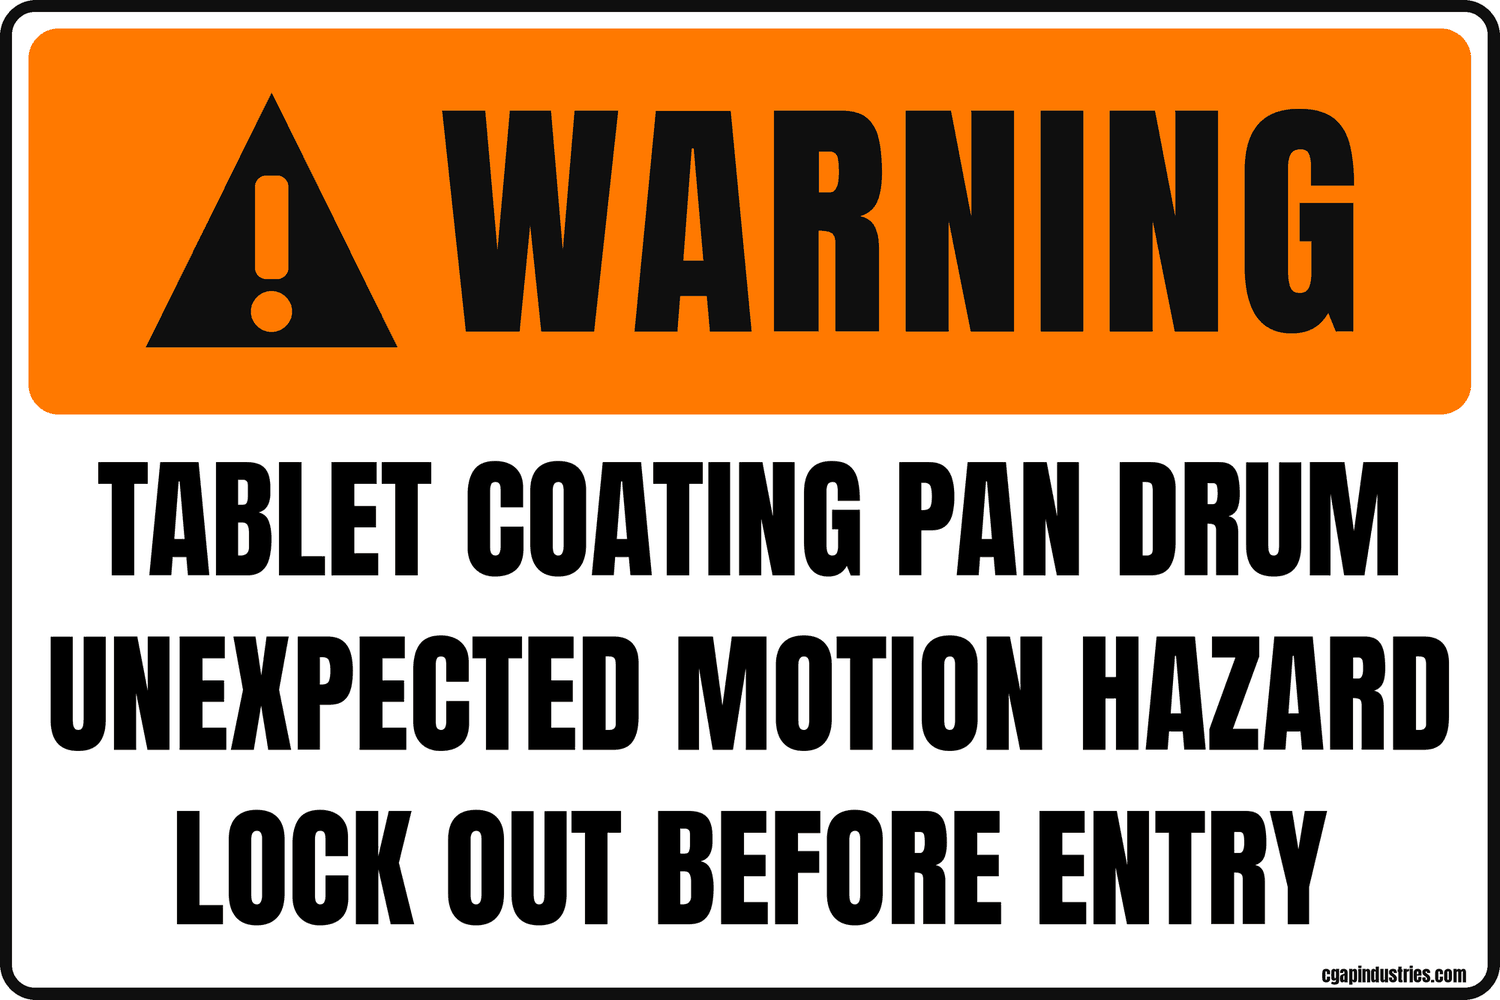 WARNING
TABLET COATING PAN DRUM
UNEXPECTED MOTION HAZARD
LOCK OUT BEFORE ENTRY
cgapindustries.com